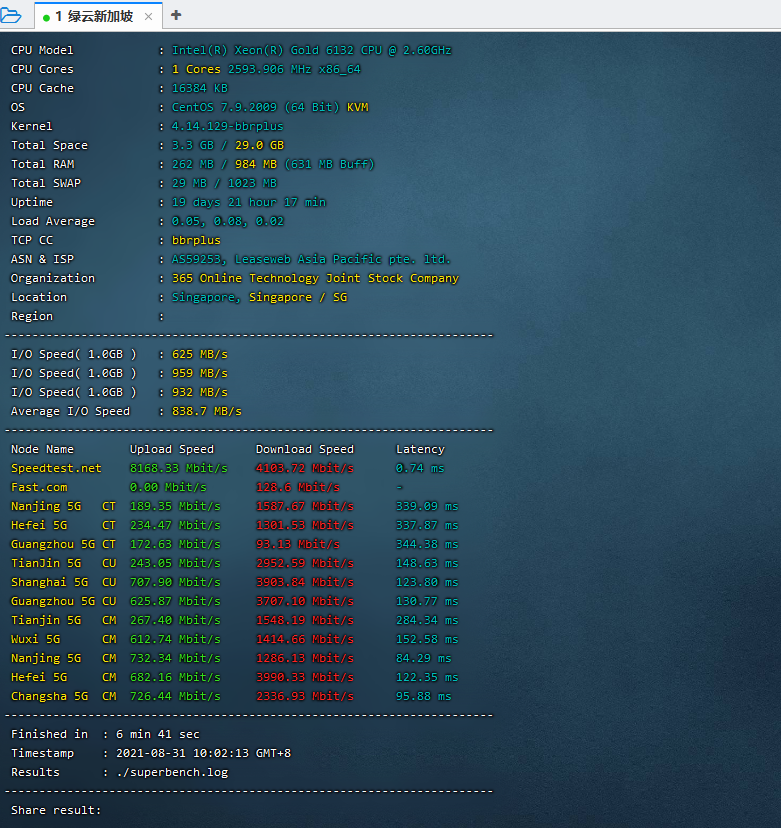 1 绿云新加坡 × +
CPU Model : Intel(R) Xeon(R) Gold 6132 CPU @ 2.60GHz
CPU Cores : 1 Cores 2593.906 MHz x86_64
CPU Cache : 16384 KB
OS : CentOS 7.9.2009 (64 Bit) KVM
Kernel : 4.14.129-bbrplus
Total Space : 3.3 GB / 29.0 GB
Total RAM : 262 MB / 984 MB (631 MB Buff)
Total SWAP : 29 MB / 1023 MB
Uptime : 19 days 21 hour 17 min
Load Average : 0.05, 0.08, 0.02
TCP CC : bbrplus
ASN & ISP : AS59253, Leaseweb Asia Pacific pte. ltd.
Organization : 365 Online Technology Joint Stock Company
Location : Singapore, Singapore / SG
Region :
----------------------------------------------------------------------
I/O Speed( 1.0GB ) : 625 MB/s
I/O Speed( 1.0GB ) : 959 MB/s
I/O Speed( 1.0GB ) : 932 MB/s
Average I/O Speed : 838.7 MB/s
----------------------------------------------------------------------
Node Name Upload Speed Download Speed Latency
Speedtest.net 8168.33 Mbit/s 4103.72 Mbit/s 0.74 ms
Fast.com 0.00 Mbit/s 128.6 Mbit/s -
Nanjing 5G CT 189.35 Mbit/s 1587.67 Mbit/s 339.09 ms
Hefei 5G CT 234.47 Mbit/s 1301.53 Mbit/s 337.87 ms
Guangzhou 5G CT 172.63 Mbit/s 93.13 Mbit/s 344.38 ms
TianJin 5G CU 243.05 Mbit/s 2952.59 Mbit/s 148.63 ms
Shanghai 5G CU 707.90 Mbit/s 3903.84 Mbit/s 123.80 ms
Guangzhou 5G CU 625.87 Mbit/s 3707.10 Mbit/s 130.77 ms
Tianjin 5G CM 267.40 Mbit/s 1548.19 Mbit/s 284.34 ms
Wuxi 5G CM 612.74 Mbit/s 1414.66 Mbit/s 152.58 ms
Nanjing 5G CM 732.34 Mbit/s 1286.13 Mbit/s 84.29 ms
Hefei 5G CM 682.16 Mbit/s 3990.33 Mbit/s 122.35 ms
Changsha 5G CM 726.44 Mbit/s 2336.93 Mbit/s 95.88 ms
----------------------------------------------------------------------
Finished in : 6 min 41 sec
Timestamp : 2021-08-31 10:02:13 GMT+8
Results : ./superbench.log
----------------------------------------------------------------------
Share result: